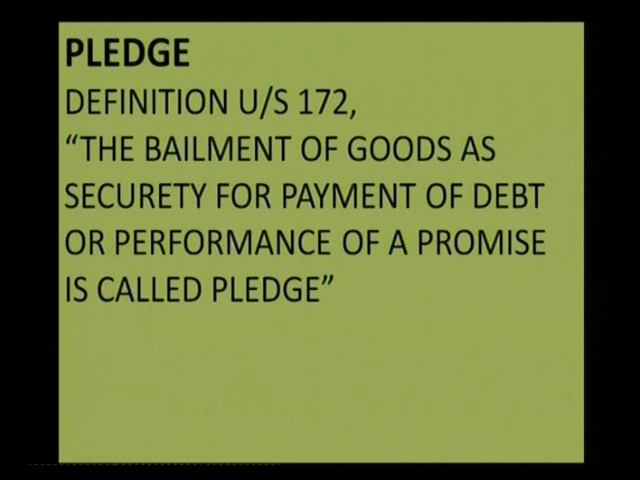 PLEDGE
DEFINITION U/S 172,
“THE BAILMENT OF GOODS AS
SECURETY FOR PAYMENT OF DEBT
OR PERFORMANCE OF A PROMISE
IS CALLED PLEDGE”